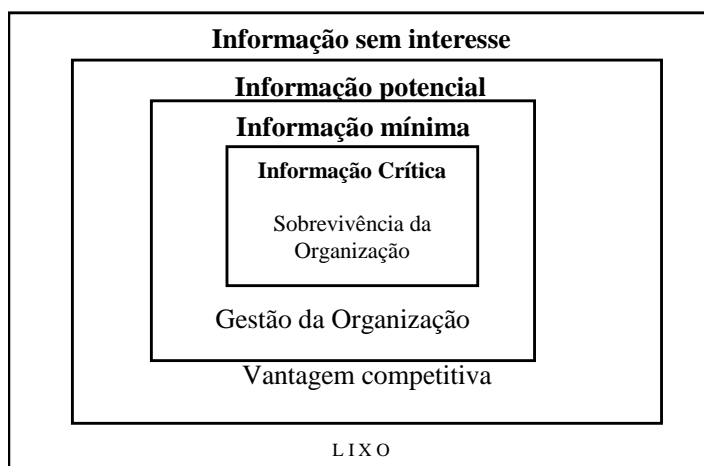 Informação sem interesse
Informação potencial
Informação mínima
Informação Crítica
Sobrevivência da
Organização
Gestão da Organização
Vantagem competitiva
L I X O